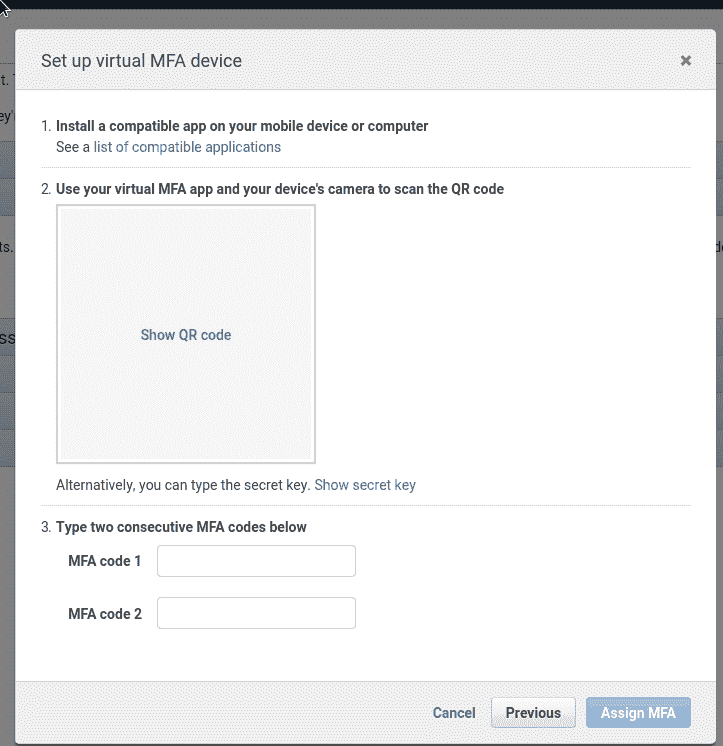 Set up virtual MFA device
1. Install a compatible app on your mobile device or computer
See a list of compatible applications
2. Use your virtual MFA app and your device's camera to scan the QR code
Show QR code
Alternatively, you can type the secret key. Show secret key
3. Type two consecutive MFA codes below
MFA code 1
MFA code 2
Cancel Previous Assign MFA